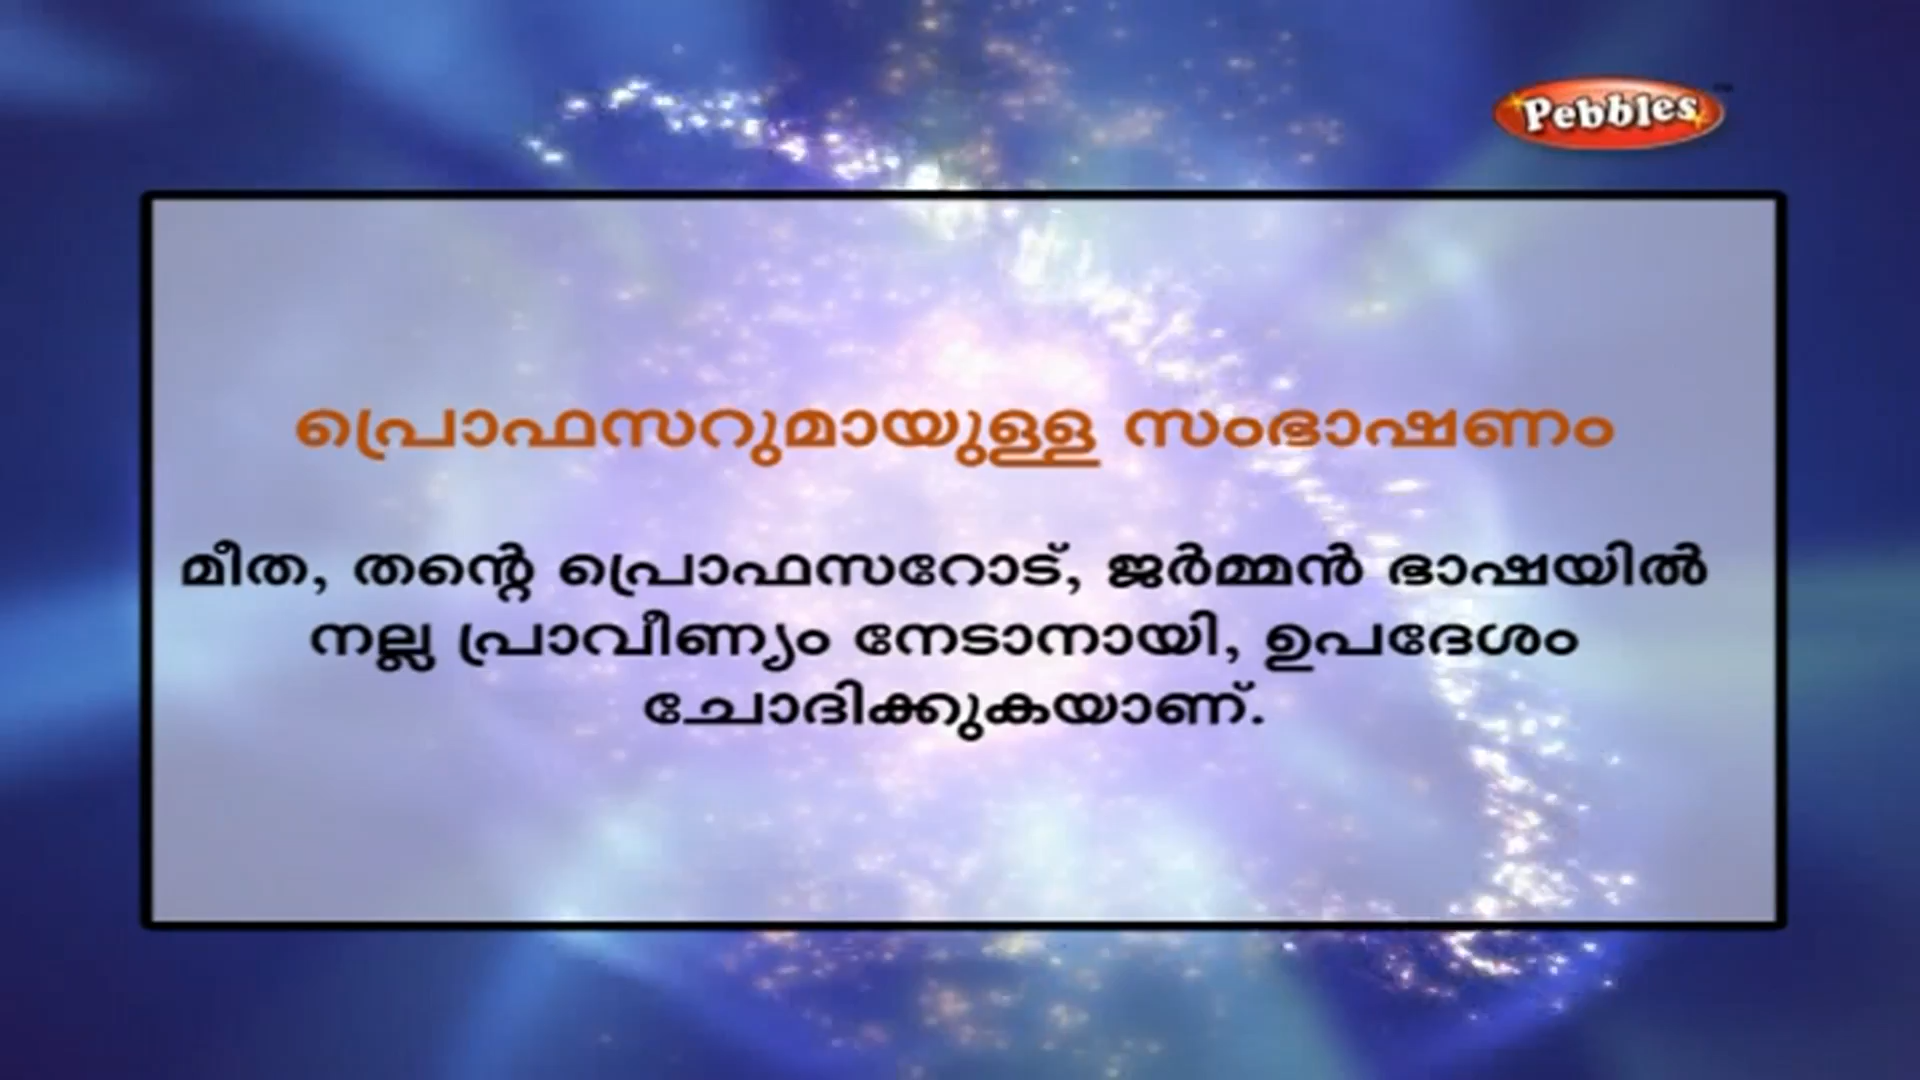 Pebbles
പ്രൊഫസറുമായുള്ള സംഭാഷണം
മീത, തന്റെ പ്രൊഫസറോട്, ജർമ്മൻ ഭാഷയിൽ
നല്ല പ്രാവീണ്യം നേടാനായി, ഉപദേശം
ചോദിക്കുകയാണ്.